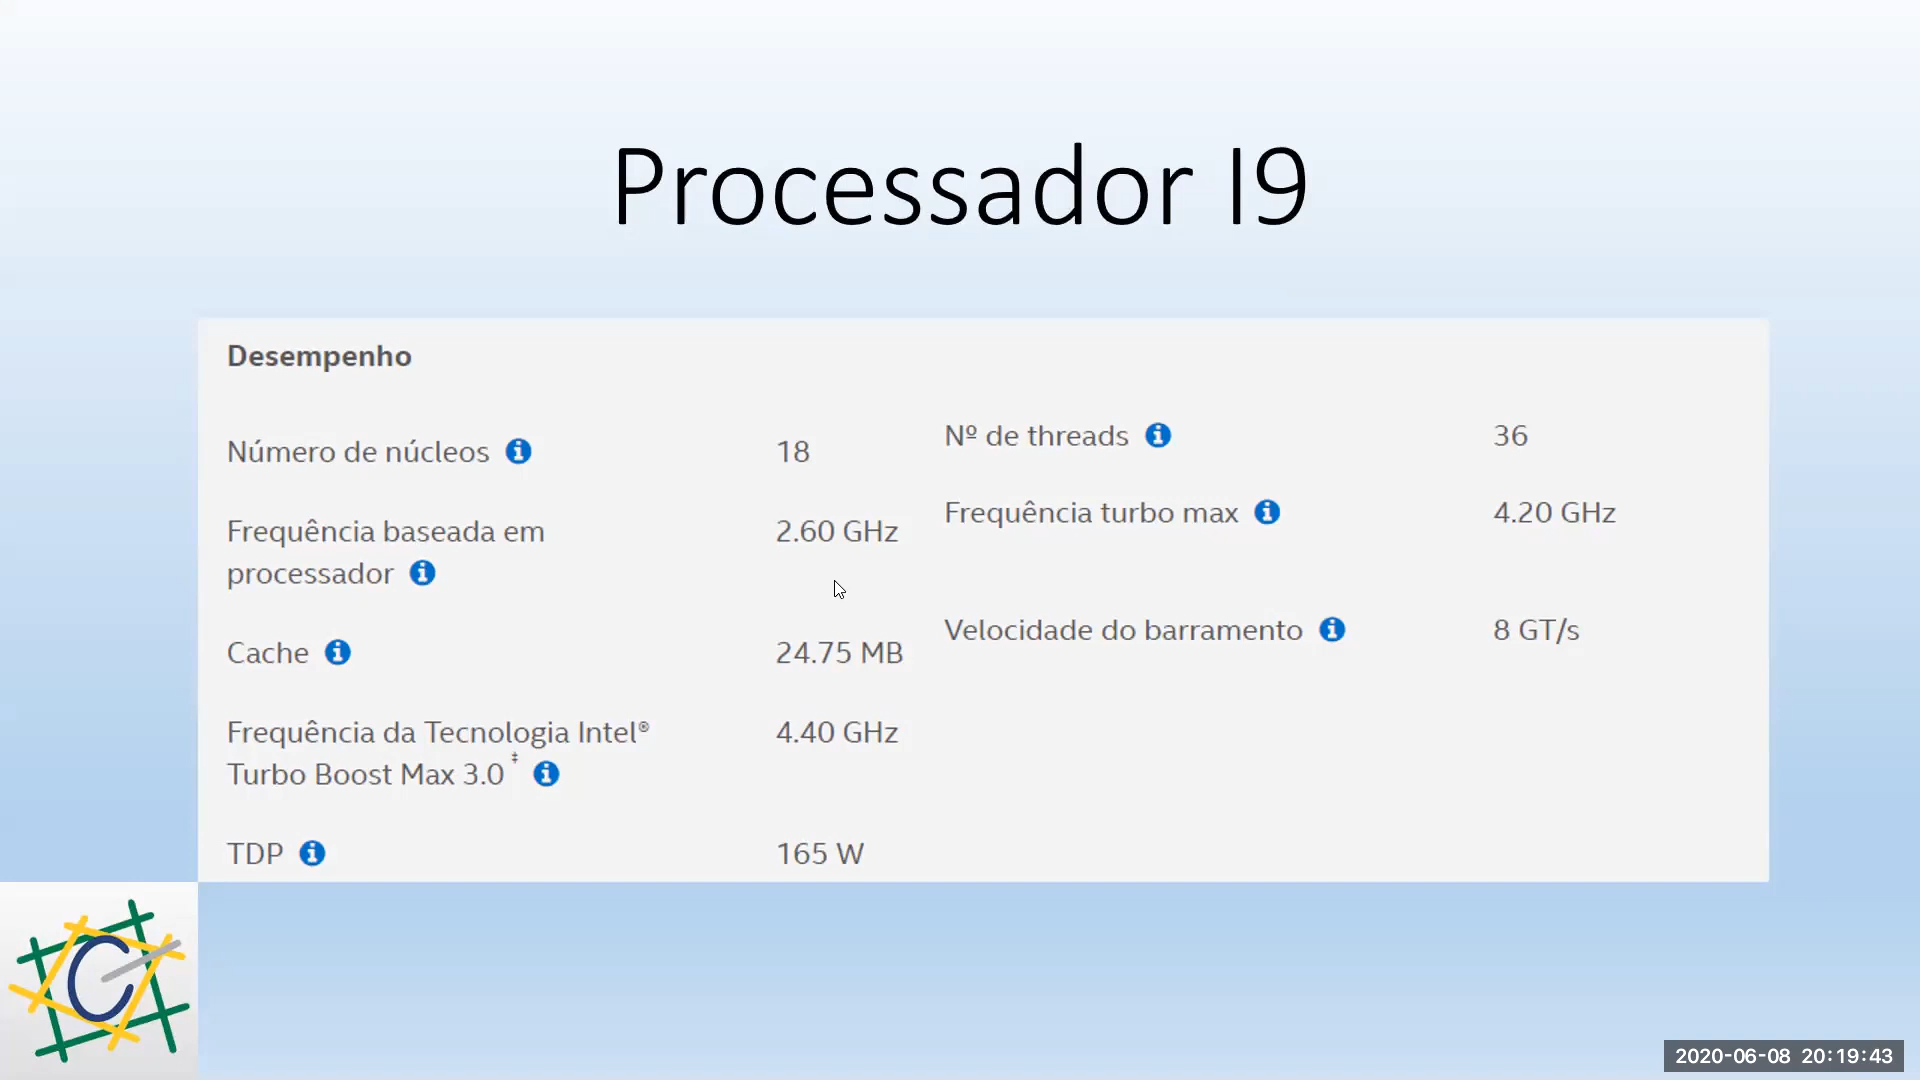 Processador I9
Desempenho
Número de núcleos 18
Nº de threads 36
Frequência baseada em
processador 2.60 GHz
Frequência turbo max 4.20 GHz
Cache 24.75 MB
Velocidade do barramento 8 GT/s
Frequência da Tecnologia Intel®
Turbo Boost Max 3.0 ‡ 4.40 GHz
TDP 165 W
2020-06-08 20:19:43